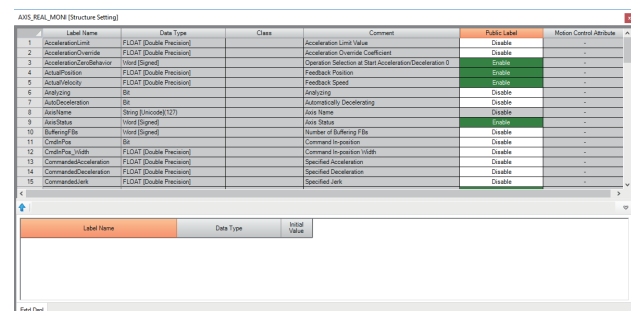 AXIS_REAL_MONI [Structure Setting]
Label Name Data Type Class Comment Public Label Motion Control Attribute
1 AccelerationLimit FLOAT [Double Precision] Acceleration Limit Value Disable -
2 AccelerationOverride FLOAT [Double Precision] Acceleration Override Coefficient Disable -
3 AccelerationZeroBehavior Word [Signed] Operation Selection at Start Acceleration/Deceleration 0 Enable -
4 ActualPosition FLOAT [Double Precision] Feedback Position Enable -
5 ActualVelocity FLOAT [Double Precision] Feedback Speed Enable -
6 Analyzing Bit Analyzing Disable -
7 AutoDeceleration Bit Automatically Decelerating Disable -
8 AxisName String [Unicode](127) Axis Name Disable -
9 AxisStatus Word [Signed] Axis Status Enable -
10 BufferingFBs Word [Signed] Number of Buffering FBs Disable -
11 CmdInPos Bit Command In-position Disable -
12 CmdInPos_Width FLOAT [Double Precision] Command In-position Width Disable -
13 CommandedAcceleration FLOAT [Double Precision] Specified Acceleration Disable -
14 CommandedDeceleration FLOAT [Double Precision] Specified Deceleration Disable -
15 CommandedJerk FLOAT [Double Precision] Specified Jerk Disable -
Label Name Data Type Initial Value
Extd Displ